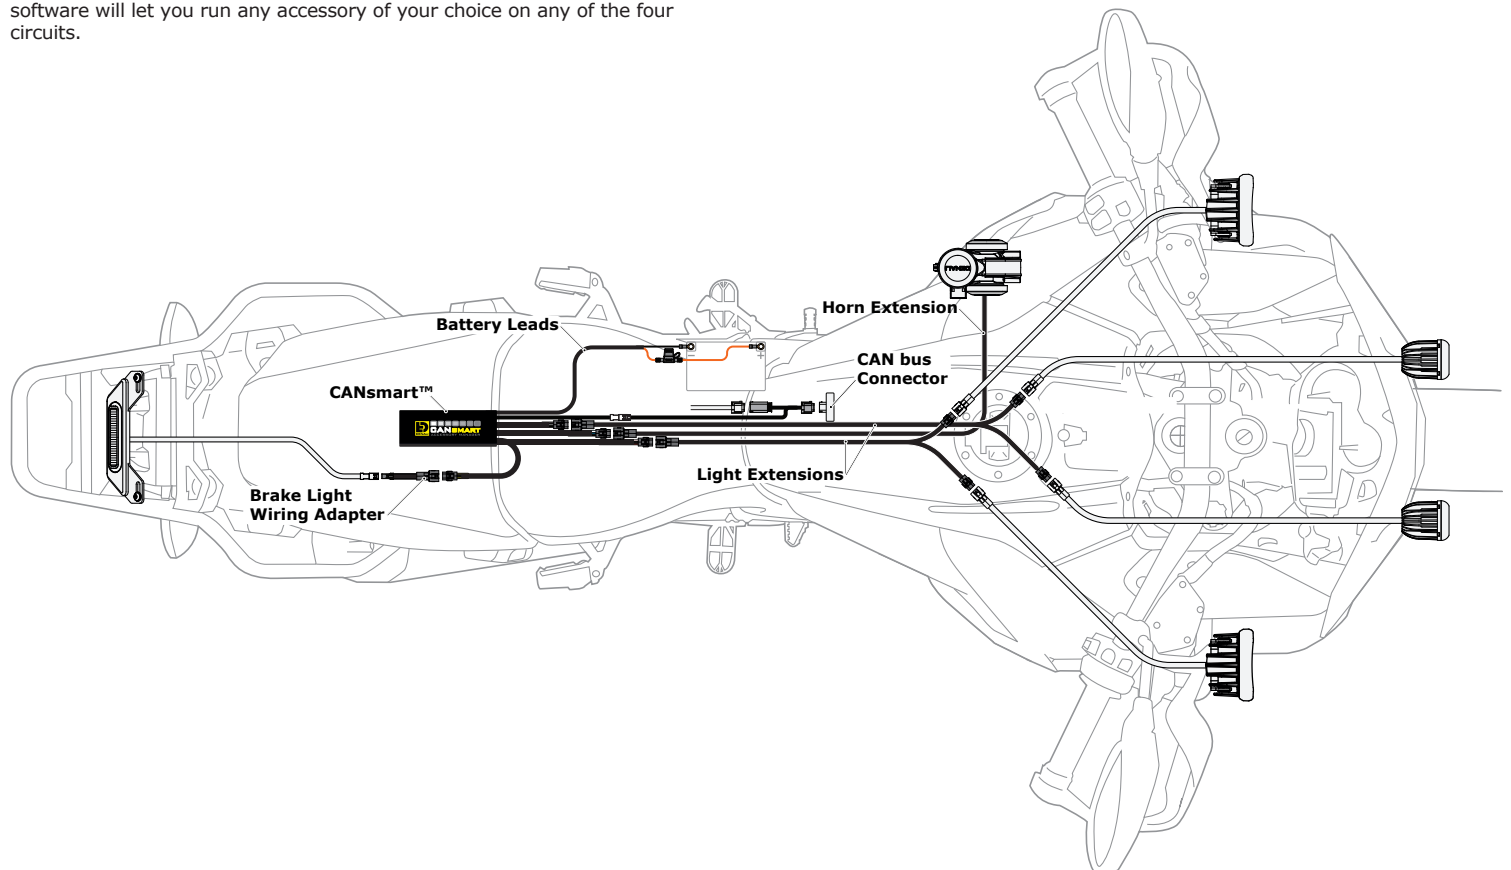 software will let you run any accessory of your choice on any of the four
circuits.
Horn Extension
Battery Leads
CAN bus
Connector
CANsmart™
CANSMART
Light Extensions
Brake Light
Wiring Adapter
− +
DENALI